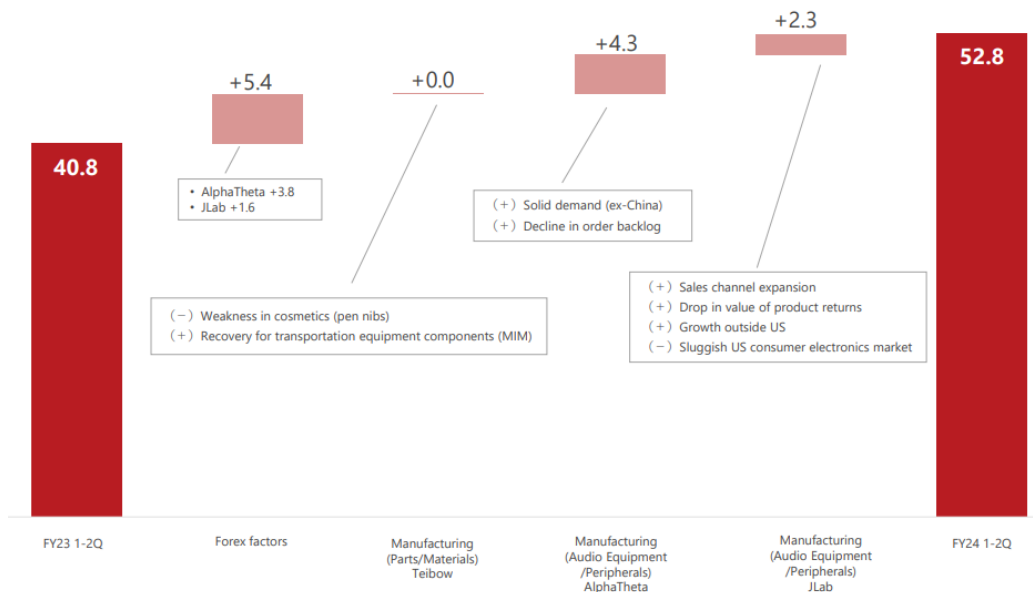 +2.3
+4.3
52.8
+5.4
+0.0
40.8
• AlphaTheta +3.8
• JLab +1.6
（+）Solid demand (ex-China)
（+）Decline in order backlog
（+）Sales channel expansion
（+）Drop in value of product returns
（+）Growth outside US
（−）Sluggish US consumer electronics market
（−）Weakness in cosmetics (pen nibs)
（+）Recovery for transportation equipment components (MIM)
FY23 1-2Q
Forex factors
Manufacturing
(Parts/Materials)
Teibow
Manufacturing
(Audio Equipment
/Peripherals)
AlphaTheta
Manufacturing
(Audio Equipment
/Peripherals)
JLab
FY24 1-2Q